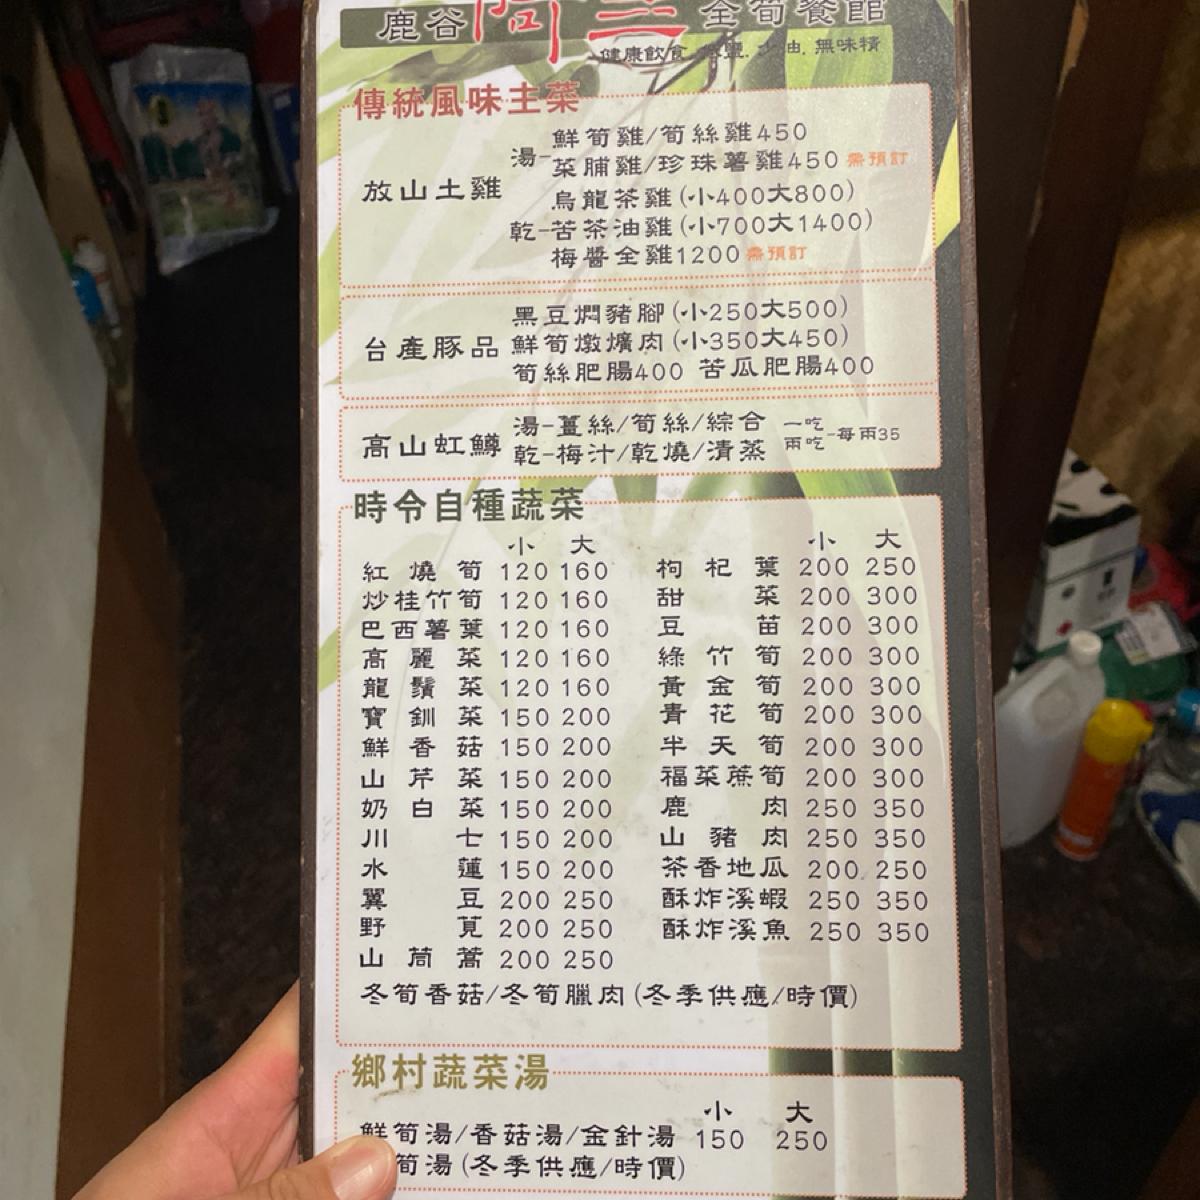 鹿谷 阿三 全筍餐館
健康飲食 油. 無味精
傳統風味主菜
放山土雞
湯-鮮筍雞/筍絲雞450
菜脯雞/珍珠薯雞450 需預訂
烏龍茶雞(小400大800)
乾-苦茶油雞(小700大1400)
梅醬全雞1200 需預訂
台產豚品
黑豆燜豬腳(小250大500)
鮮筍燉爌肉(小350大450)
筍絲肥腸400 苦瓜肥腸400
高山虹鱒
湯-薑絲/筍絲/綜合
乾-梅汁/乾燒/清蒸
一吃
兩吃-每兩35
時令自種蔬菜
小 大
紅燒筍 120 160
炒桂竹筍 120 160
巴西薯葉 120 160
高麗菜 120 160
龍鬚菜 120 160
寶釧菜 150 200
鮮香菇 150 200
山芹菜 150 200
奶白菜 150 200
川七 150 200
水蓮 150 200
翼豆 200 250
野莧 200 250
山茼蒿 200 250
小 大
枸杞葉 200 250
甜菜 200 300
豆苗 200 300
綠竹筍 200 300
黃金筍 200 300
青花筍 200 300
半天筍 200 300
福菜蔗筍 200 300
鹿肉 250 350
山豬肉 250 350
茶香地瓜 200 250
酥炸溪蝦 250 350
酥炸溪魚 250 350
冬筍香菇/冬筍臘肉(冬季供應/時價)
鄉村蔬菜湯
小 大
鮮筍湯/香菇湯/金針湯 150 250
筍湯(冬季供應/時價)